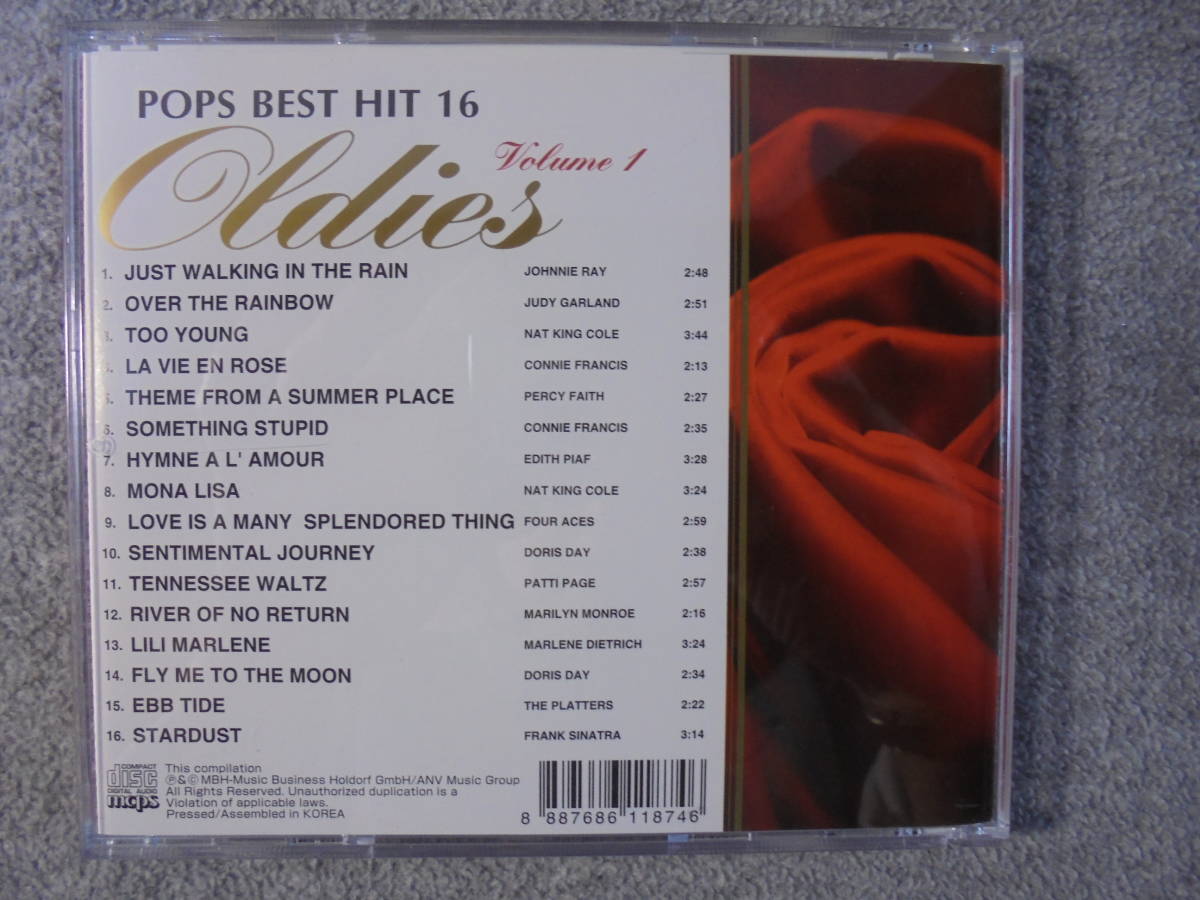 POPS BEST HIT 16
Oldies
Volume 1
1. JUST WALKING IN THE RAIN JOHNNIE RAY 2:48
2. OVER THE RAINBOW JUDY GARLAND 2:51
3. TOO YOUNG NAT KING COLE 3:44
4. LA VIE EN ROSE CONNIE FRANCIS 2:13
5. THEME FROM A SUMMER PLACE PERCY FAITH 2:27
6. SOMETHING STUPID CONNIE FRANCIS 2:35
7. HYMNE A L' AMOUR EDITH PIAF 3:28
8. MONA LISA NAT KING COLE 3:24
9. LOVE IS A MANY SPLENDORED THING FOUR ACES 2:59
10. SENTIMENTAL JOURNEY DORIS DAY 2:38
11. TENNESSEE WALTZ PATTI PAGE 2:57
12. RIVER OF NO RETURN MARILYN MONROE 2:16
13. LILI MARLENE MARLENE DIETRICH 3:24
14. FLY ME TO THE MOON DORIS DAY 2:34
15. EBB TIDE THE PLATTERS 2:22
16. STARDUST FRANK SINATRA 3:14
COMPACT
disc
DIGITAL AUDIO
mcps
This compilation
℗&© MBH-Music Business Holdorf GmbH/ANV Music Group
All Rights Reserved. Unauthorized duplication is a
Violation of applicable laws.
Pressed/Assembled in KOREA
8 887686 118746